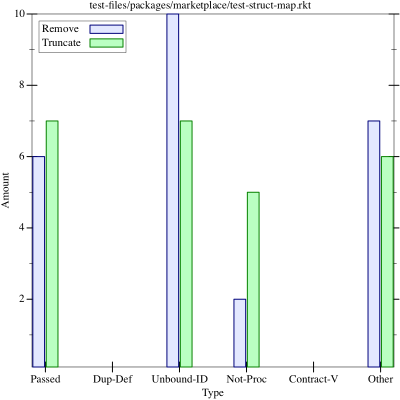 test-files/packages/marketplace/test-struct-map.rkt
10
8
6
4
2
Amount
Remove
Truncate
Passed Dup-Def Unbound-ID Not-Proc Contract-V Other
Type